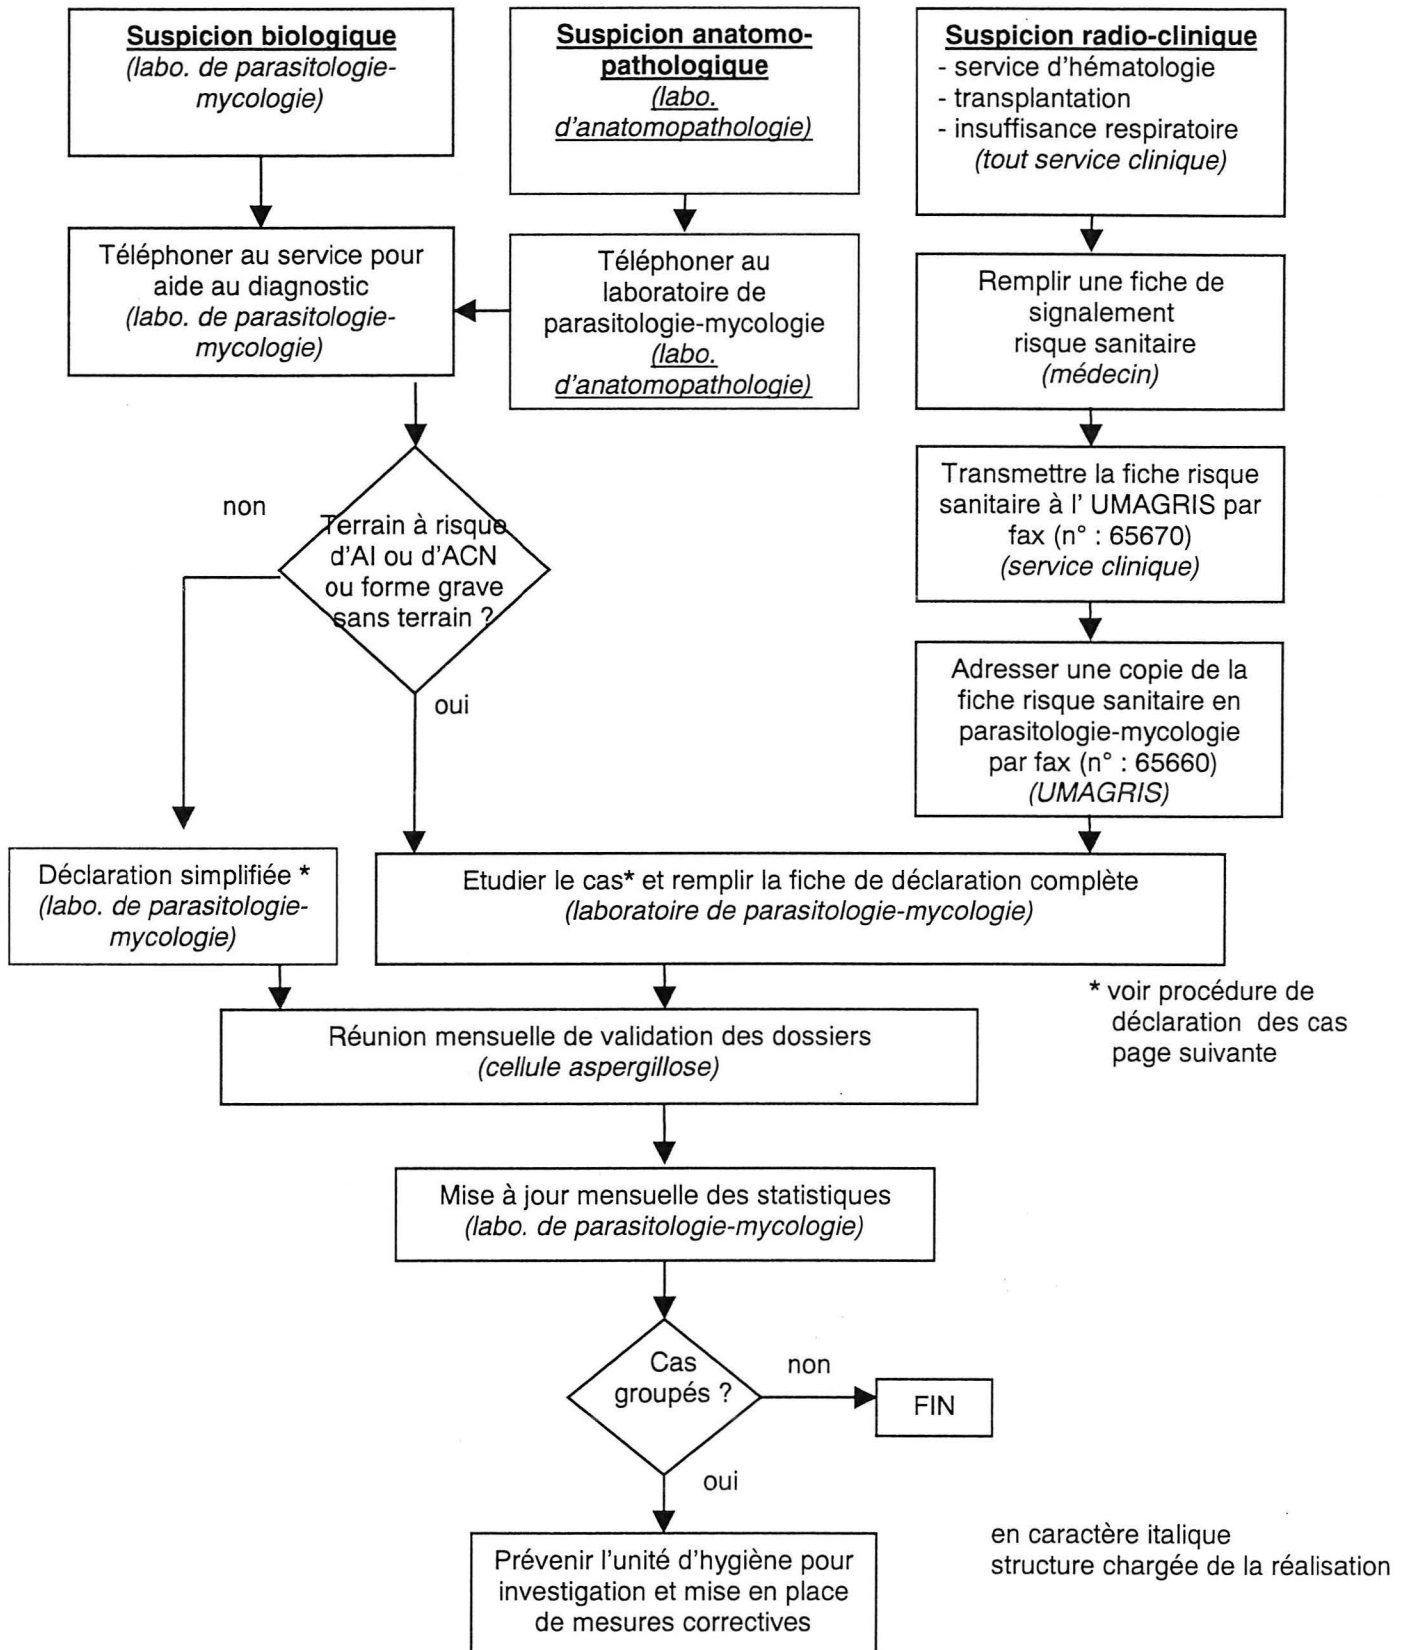 Suspicion biologique
(labo. de parasitologie-
mycologie)
Suspicion anatomo-
pathologique
(labo.
d'anatomopathologie)
Suspicion radio-clinique
- service d'hématologie
- transplantation
- insuffisance respiratoire
(tout service clinique)
Téléphoner au service pour
aide au diagnostic
(labo. de parasitologie-
mycologie)
Téléphoner au
laboratoire de
parasitologie-mycologie
(labo.
d'anatomopathologie)
Remplir une fiche de
signalement
risque sanitaire
(médecin)
Transmettre la fiche risque
sanitaire à l' UMAGRIS par
fax (n° : 65670)
(service clinique)
non
Terrain à risque
d'AI ou d'ACN
ou forme grave
sans terrain ?
oui
Adresser une copie de la
fiche risque sanitaire en
parasitologie-mycologie
par fax (n° : 65660)
(UMAGRIS)
Déclaration simplifiée *
(labo. de parasitologie-
mycologie)
Etudier le cas* et remplir la fiche de déclaration complète
(laboratoire de parasitologie-mycologie)
* voir procédure de
déclaration des cas
page suivante
Réunion mensuelle de validation des dossiers
(cellule aspergillose)
Mise à jour mensuelle des statistiques
(labo. de parasitologie-mycologie)
Cas
groupés ?
non
FIN
oui
Prévenir l'unité d'hygiène pour
investigation et mise en place
de mesures correctives
en caractère italique
structure chargée de la réalisation